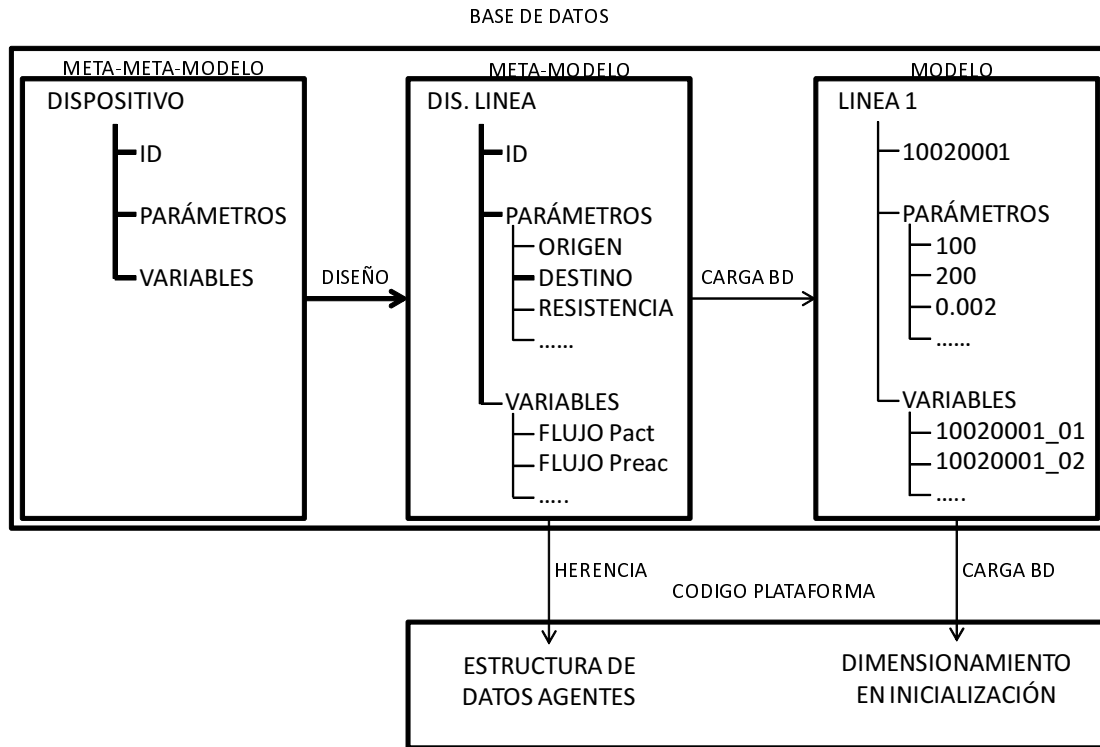 BASE DE DATOS
META-META-MODELO
DISPOSITIVO
ID
PARÁMETROS
VARIABLES
DISEÑO
META-MODELO
DIS. LINEA
ID
PARÁMETROS
ORIGEN
DESTINO
RESISTENCIA
......
VARIABLES
FLUJO Pact
FLUJO Preac
.....
CARGA BD
MODELO
LINEA 1
10020001
PARÁMETROS
100
200
0.002
......
VARIABLES
10020001_01
10020001_02
.....
HERENCIA
CARGA BD
CODIGO PLATAFORMA
ESTRUCTURA DE
DATOS AGENTES
DIMENSIONAMIENTO
EN INICIALIZACIÓN